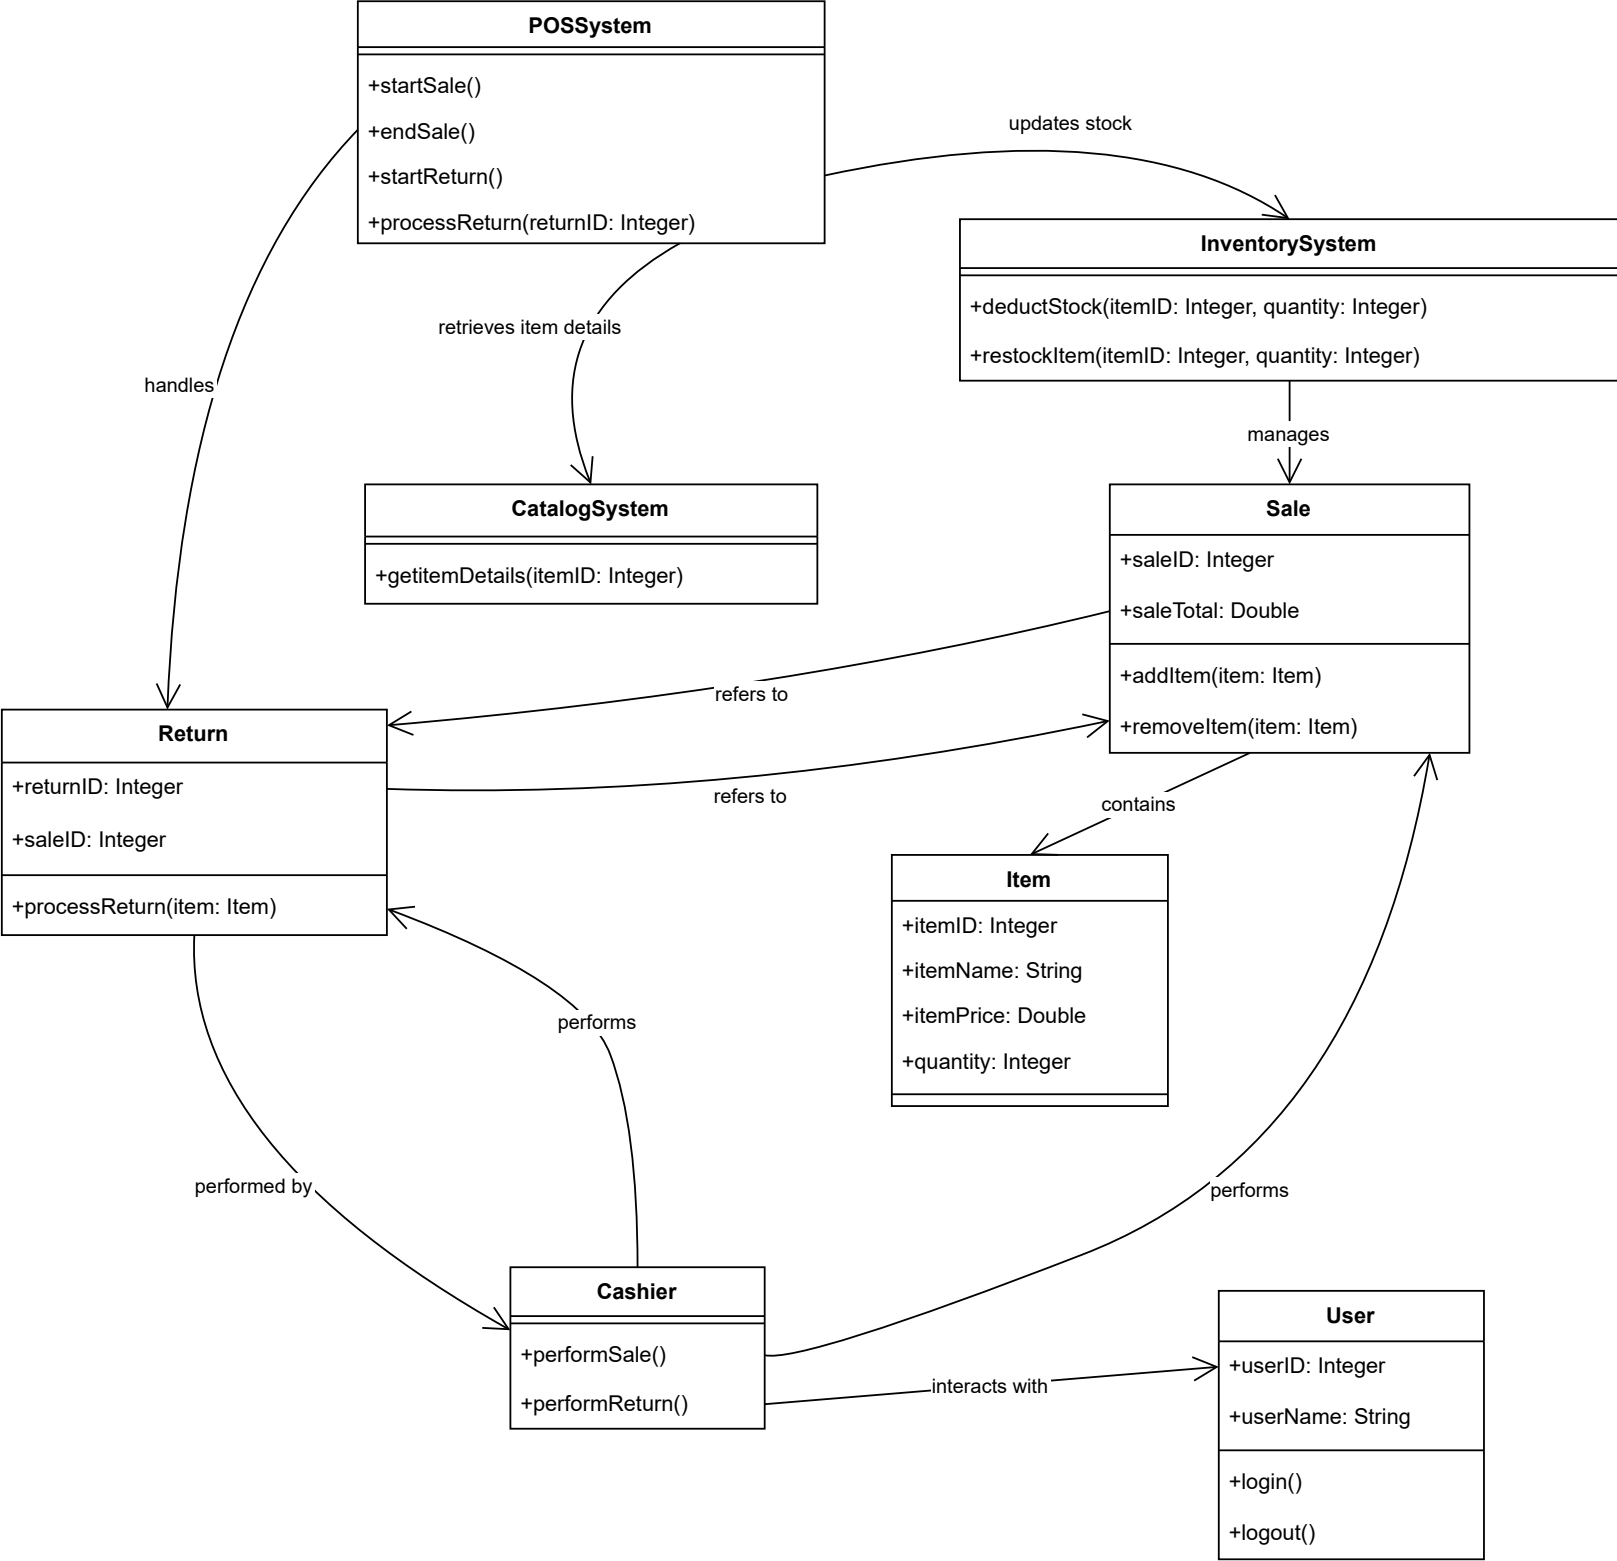 POSSystem
+startSale()
+endSale()
+startReturn()
+processReturn(returnID: Integer)
updates stock
InventorySystem
+deductStock(itemID: Integer, quantity: Integer)
+restockItem(itemID: Integer, quantity: Integer)
retrieves item details
handles
manages
CatalogSystem
+getitemDetails(itemID: Integer)
Sale
+saleID: Integer
+saleTotal: Double
+addItem(item: Item)
+removeItem(item: Item)
refers to
Return
+returnID: Integer
+saleID: Integer
+processReturn(item: Item)
refers to
contains
Item
+itemID: Integer
+itemName: String
+itemPrice: Double
+quantity: Integer
performs
performed by
performs
Cashier
+performSale()
+performReturn()
interacts with
User
+userID: Integer
+userName: String
+login()
+logout()